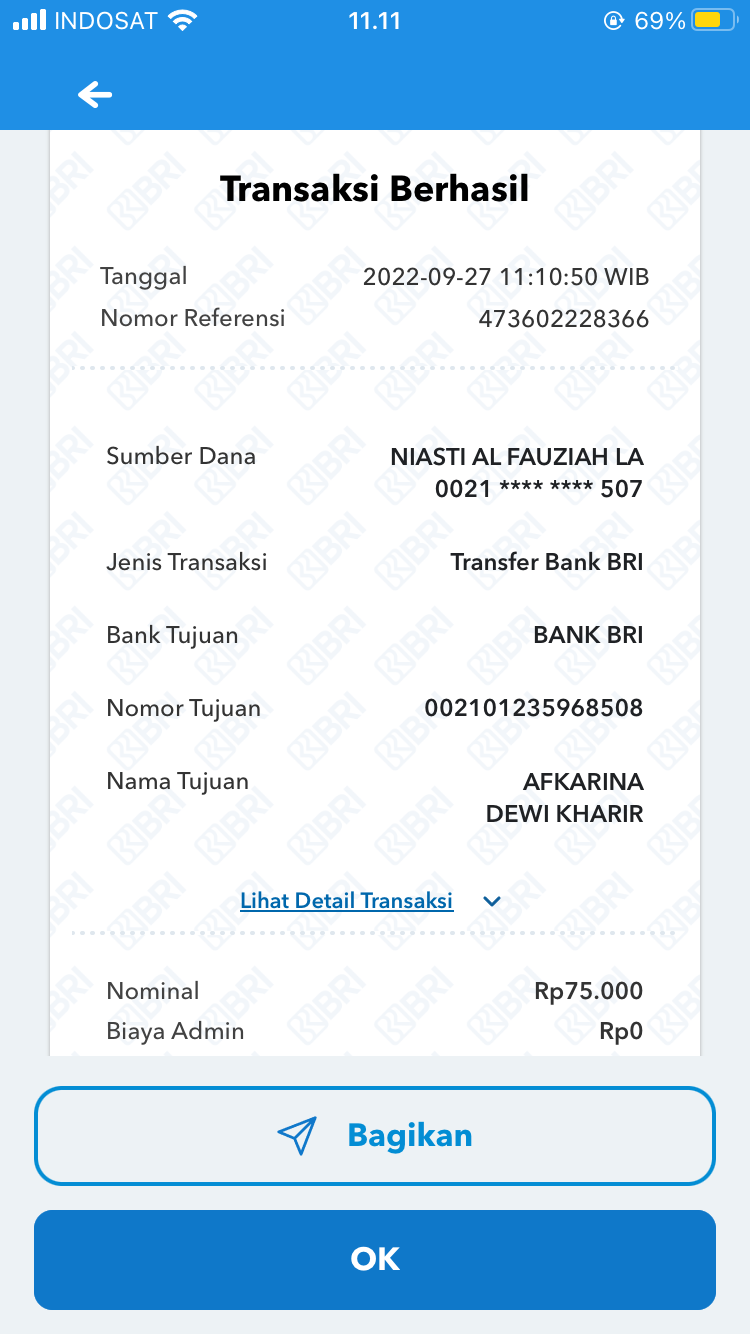 INDOSAT 11.11 69%
Transaksi Berhasil
Tanggal 2022-09-27 11:10:50 WIB
Nomor Referensi 473602228366
Sumber Dana NIASTI AL FAUZIAH LA
0021 **** **** 507
Jenis Transaksi Transfer Bank BRI
Bank Tujuan BANK BRI
Nomor Tujuan 002101235968508
Nama Tujuan AFKARINA
DEWI KHARIR
Lihat Detail Transaksi
Nominal Rp75.000
Biaya Admin Rp0
Bagikan
OK